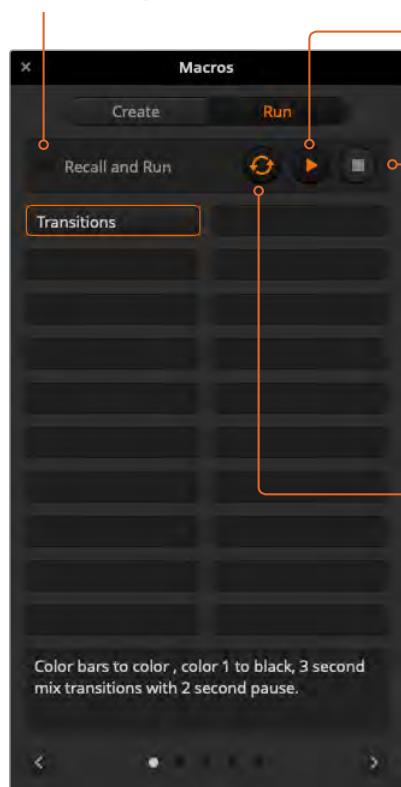 Macros
Create Run
Recall and Run
Transitions
Color bars to color , color 1 to black, 3 second
mix transitions with 2 second pause.